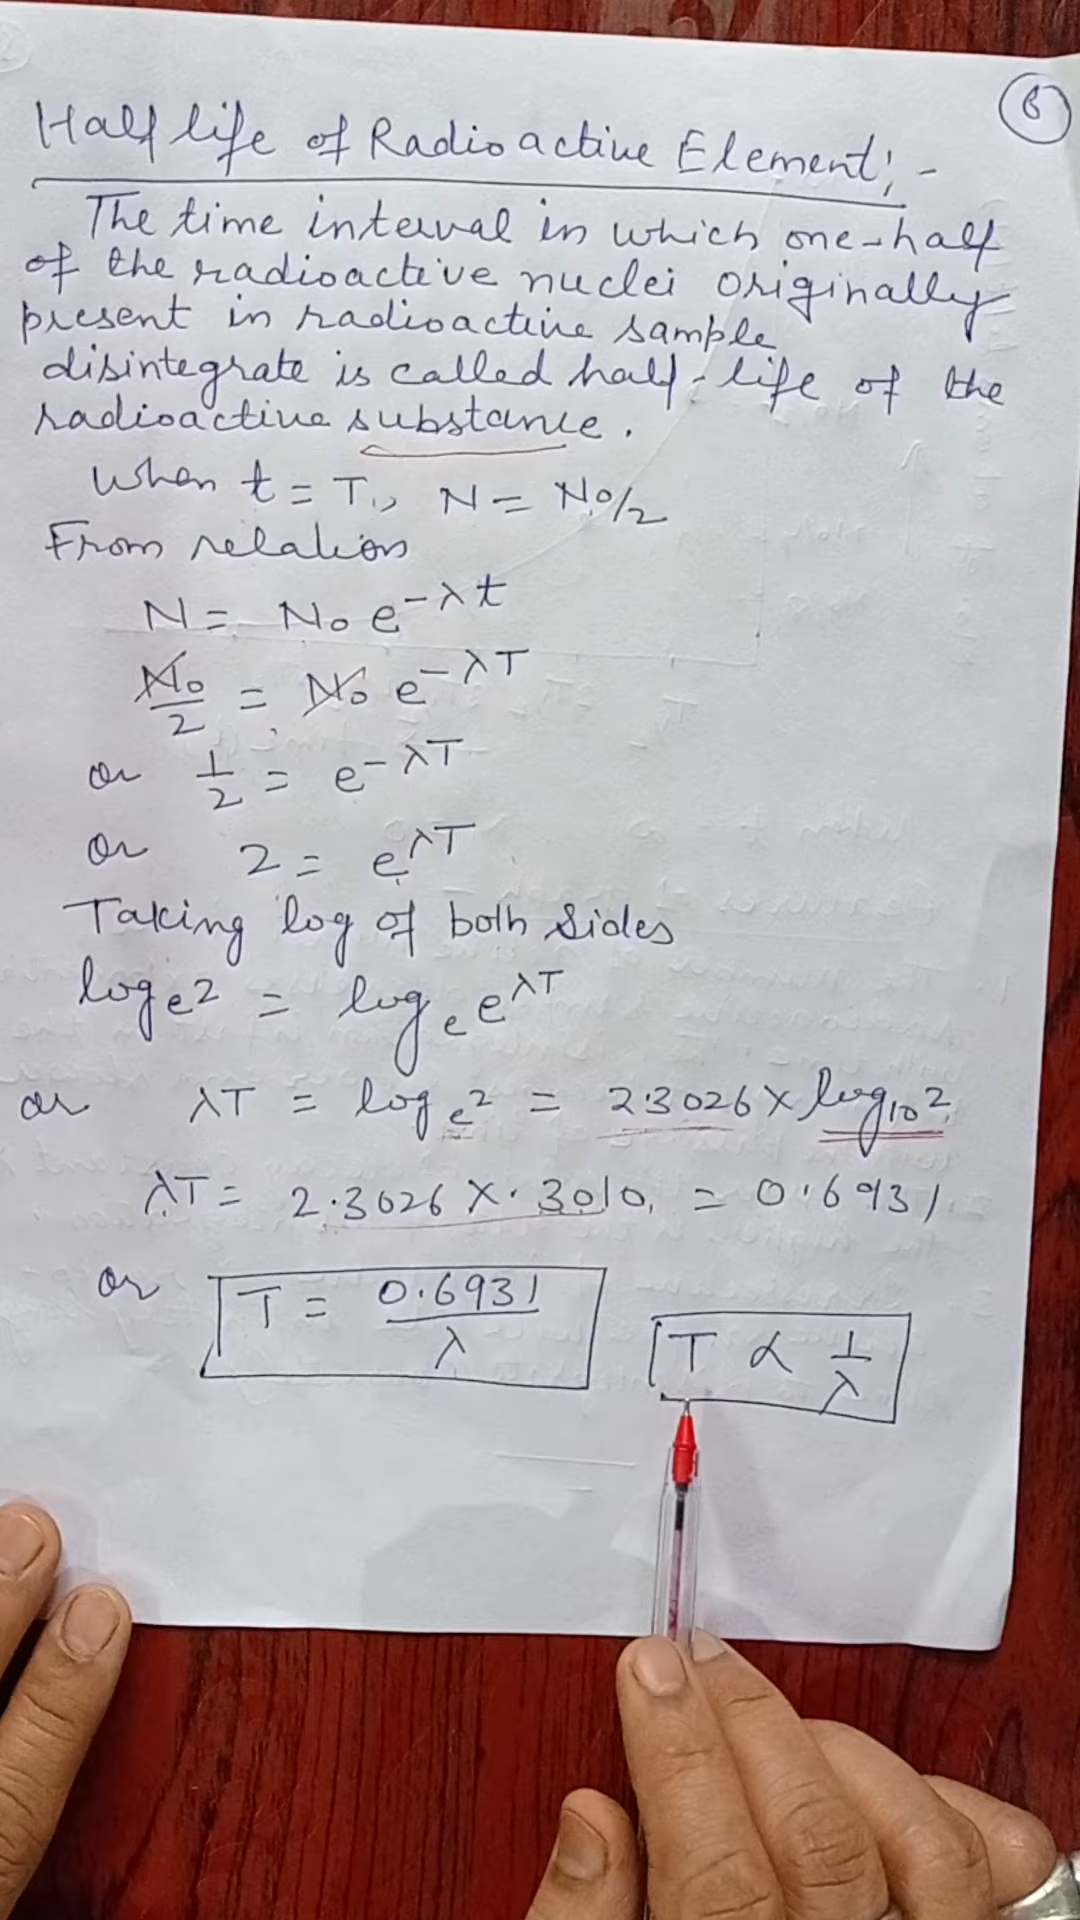 6
Half life of Radioactive Element:-
The time interval in which one-half
of the radioactive nuclei originally
present in radioactive sample
disintegrate is called half-life of the
radioactive substance.
When t = T, N = N₀/2
From relation
N = N₀ e^-λt
N₀/2 = N₀ e^-λT
or 1/2 = e^-λT
or 2 = e^λT
Taking log of both sides
logₑ2 = logₑ e^λT
or λT = logₑ2 = 2.3026 × log₁₀2
λT = 2.3026 × .3010 = 0.6931
or T = 0.6931/λ
T ∝ 1/λ